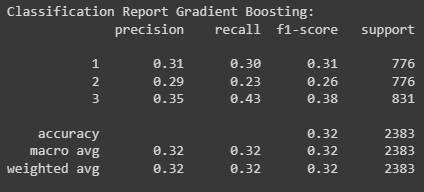 Classification Report Gradient Boosting:
precision recall f1-score support
1 0.31 0.30 0.31 776
2 0.29 0.23 0.26 776
3 0.35 0.43 0.38 831
accuracy 0.32 2383
macro avg 0.32 0.32 0.32 2383
weighted avg 0.32 0.32 0.32 2383